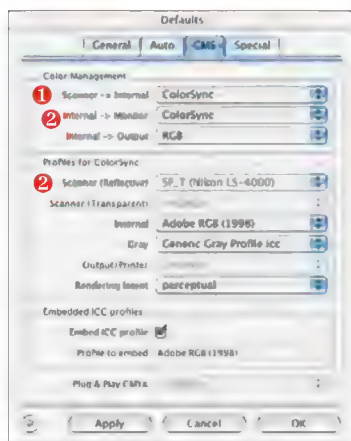 Defaults
General Auto CMS Special
Color Management
1 Scanner -> Internal ColorSync
2 Internal -> Monitor ColorSync
Internal -> Output RGB
Profiles for ColorSync
2 Scanner (Reflective) SF_T (Nikon LS-4000)
Scanner (Transparent)
Internal Adobe RGB (1998)
Gray Generic Gray Profile icc
Output/Printer
Rendering Intent perceptual
Embedded ICC profiles
Embed ICC profile
Profile to embed Adobe RGB (1998)
Plug & Play CMYK
Apply Cancel OK